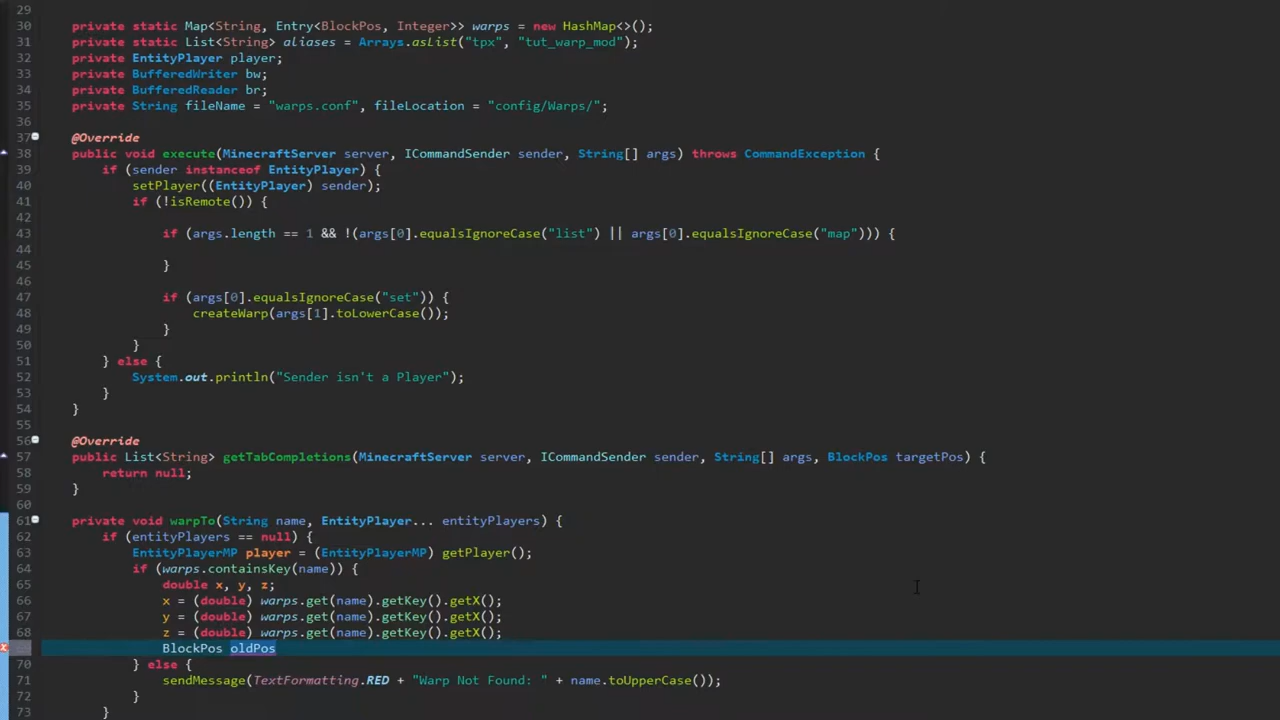 29
30 private static Map<String, Entry<BlockPos, Integer>> warps = new HashMap<>();
31 private static List<String> aliases = Arrays.asList("tpx", "tut_warp_mod");
32 private EntityPlayer player;
33 private BufferedWriter bw;
34 private BufferedReader br;
35 private String fileName = "warps.conf", fileLocation = "config/Warps/";
36
37 @Override
38 public void execute(MinecraftServer server, ICommandSender sender, String[] args) throws CommandException {
39 if (sender instanceof EntityPlayer) {
40 setPlayer((EntityPlayer) sender);
41 if (!isRemote()) {
42
43 if (args.length == 1 && !(args[0].equalsIgnoreCase("list") || args[0].equalsIgnoreCase("map"))) {
44
45 }
46
47 if (args[0].equalsIgnoreCase("set")) {
48 createWarp(args[1].toLowerCase());
49 }
50 }
51 } else {
52 System.out.println("Sender isn't a Player");
53 }
54 }
55
56 @Override
57 public List<String> getTabCompletions(MinecraftServer server, ICommandSender sender, String[] args, BlockPos targetPos) {
58 return null;
59 }
60
61 private void warpTo(String name, EntityPlayer... entityPlayers) {
62 if (entityPlayers == null) {
63 EntityPlayerMP player = (EntityPlayerMP) getPlayer();
64 if (warps.containsKey(name)) {
65 double x, y, z;
66 x = (double) warps.get(name).getKey().getX();
67 y = (double) warps.get(name).getKey().getX();
68 z = (double) warps.get(name).getKey().getX();
BlockPos oldPos
70 } else {
71 sendMessage(TextFormatting.RED + "Warp Not Found: " + name.toUpperCase());
72 }
73 }